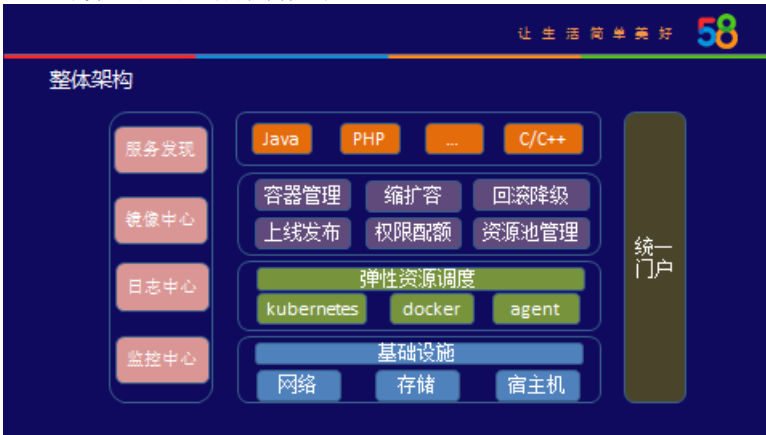 让生活简单美好 58
整体架构
服务发现
镜像中心
日志中心
监控中心
Java PHP ... C/C++
容器管理 缩扩容 回滚降级
上线发布 权限配额 资源池管理
弹性资源调度
kubernetes docker agent
基础设施
网络 存储 宿主机
统一
门户